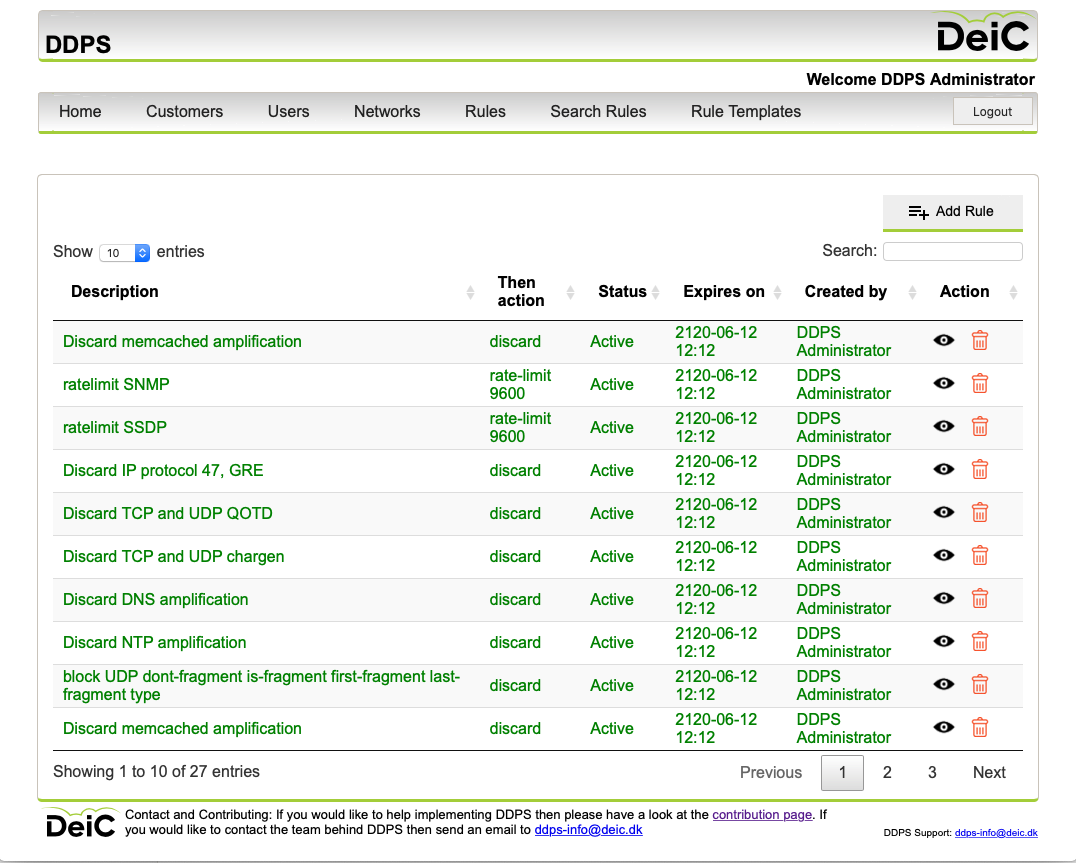 DDPS
DeiC
Welcome DDPS Administrator
Home Customers Users Networks Rules Search Rules Rule Templates Logout
Add Rule
Show 10 entries Search:
Description Then action Status Expires on Created by Action
Discard memcached amplification discard Active 2120-06-12 12:12 DDPS Administrator
ratelimit SNMP rate-limit 9600 Active 2120-06-12 12:12 DDPS Administrator
ratelimit SSDP rate-limit 9600 Active 2120-06-12 12:12 DDPS Administrator
Discard IP protocol 47, GRE discard Active 2120-06-12 12:12 DDPS Administrator
Discard TCP and UDP QOTD discard Active 2120-06-12 12:12 DDPS Administrator
Discard TCP and UDP chargen discard Active 2120-06-12 12:12 DDPS Administrator
Discard DNS amplification discard Active 2120-06-12 12:12 DDPS Administrator
Discard NTP amplification discard Active 2120-06-12 12:12 DDPS Administrator
block UDP dont-fragment is-fragment first-fragment last-fragment type discard Active 2120-06-12 12:12 DDPS Administrator
Discard memcached amplification discard Active 2120-06-12 12:12 DDPS Administrator
Showing 1 to 10 of 27 entries Previous 1 2 3 Next
DeiC
Contact and Contributing: If you would like to help implementing DDPS then please have a look at the contribution page. If
you would like to contact the team behind DDPS then send an email to ddps-info@deic.dk
DDPS Support: ddps-info@deic.dk